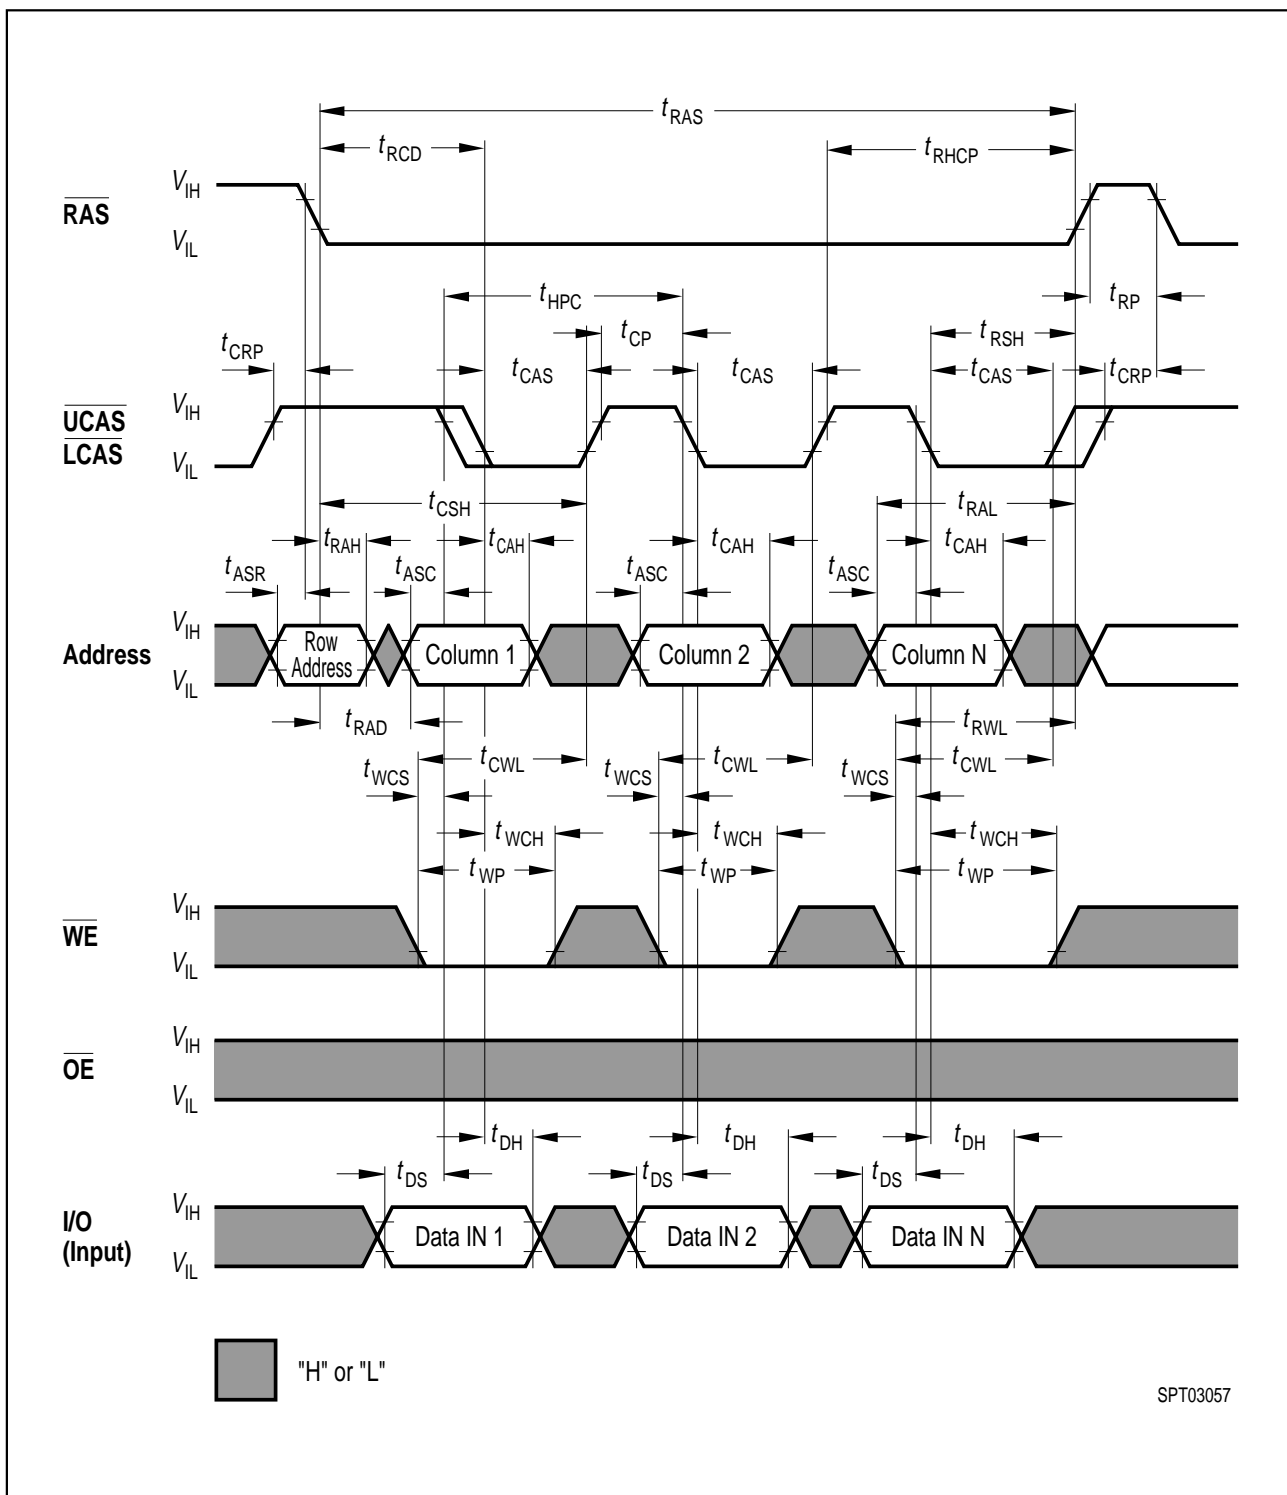 tRAS
tRCD
tRHCP
RAS
VIH
VIL
tHPC
tRP
tCP
tRSH
tCRP
tCAS
tCAS
tCAS
tCRP
UCAS
LCAS
VIH
VIL
tCSH
tRAL
tRAH
tCAH
tCAH
tCAH
tASR
tASC
tASC
tASC
Address
VIH
VIL
Row
Address
Column 1
Column 2
Column N
tRAD
tRWL
tCWL
tCWL
tCWL
tWCS
tWCS
tWCS
tWCH
tWCH
tWCH
tWP
tWP
tWP
WE
VIH
VIL
OE
VIH
VIL
tDH
tDH
tDH
tDS
tDS
tDS
I/O
(Input)
VIH
VIL
Data IN 1
Data IN 2
Data IN N
"H" or "L"
SPT03057